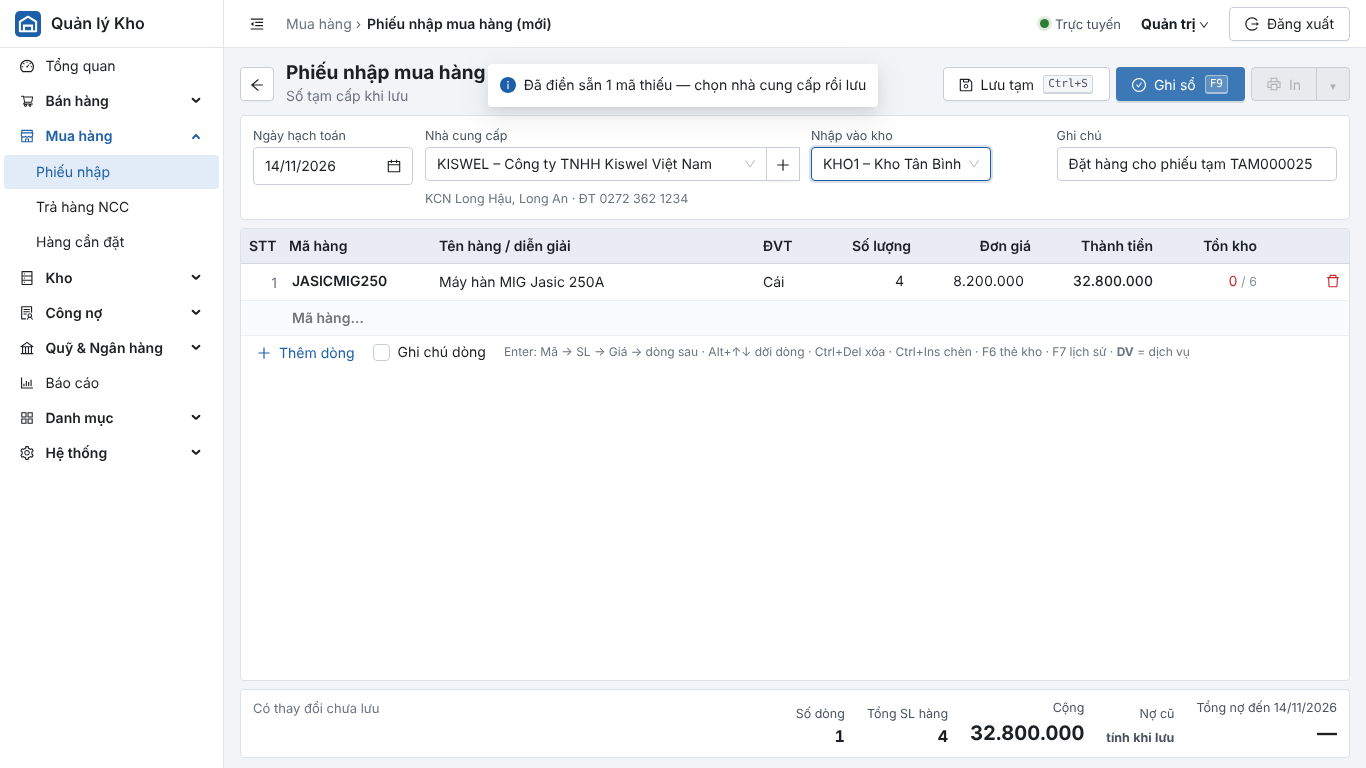 Quản lý Kho
Mua hàng › Phiếu nhập mua hàng (mới)
Trực tuyến
Quản trị
Đăng xuất
Tổng quan
Bán hàng
Mua hàng
Phiếu nhập
Trả hàng NCC
Hàng cần đặt
Kho
Công nợ
Quỹ & Ngân hàng
Báo cáo
Danh mục
Hệ thống
Phiếu nhập mua hàng
Số tạm cấp khi lưu
Đã điền sẵn 1 mã thiếu — chọn nhà cung cấp rồi lưu
Lưu tạm Ctrl+S
Ghi sổ F9
In
Ngày hạch toán
14/11/2026
Nhà cung cấp
KISWEL – Công ty TNHH Kiswel Việt Nam
KCN Long Hậu, Long An · ĐT 0272 362 1234
Nhập vào kho
KHO1 – Kho Tân Bình
Ghi chú
Đặt hàng cho phiếu tạm TAM000025
STT Mã hàng Tên hàng / diễn giải ĐVT Số lượng Đơn giá Thành tiền Tồn kho
1 JASICMIG250 Máy hàn MIG Jasic 250A Cái 4 8.200.000 32.800.000 0 / 6
Mã hàng...
Thêm dòng
Ghi chú dòng
Enter: Mã → SL → Giá → dòng sau · Alt+↑↓ dời dòng · Ctrl+Del xóa · Ctrl+Ins chèn · F6 thẻ kho · F7 lịch sử · DV = dịch vụ
Có thay đổi chưa lưu
Số dòng
1
Tổng SL hàng
4
Cộng
32.800.000
Nợ cũ
tính khi lưu
Tổng nợ đến 14/11/2026
—